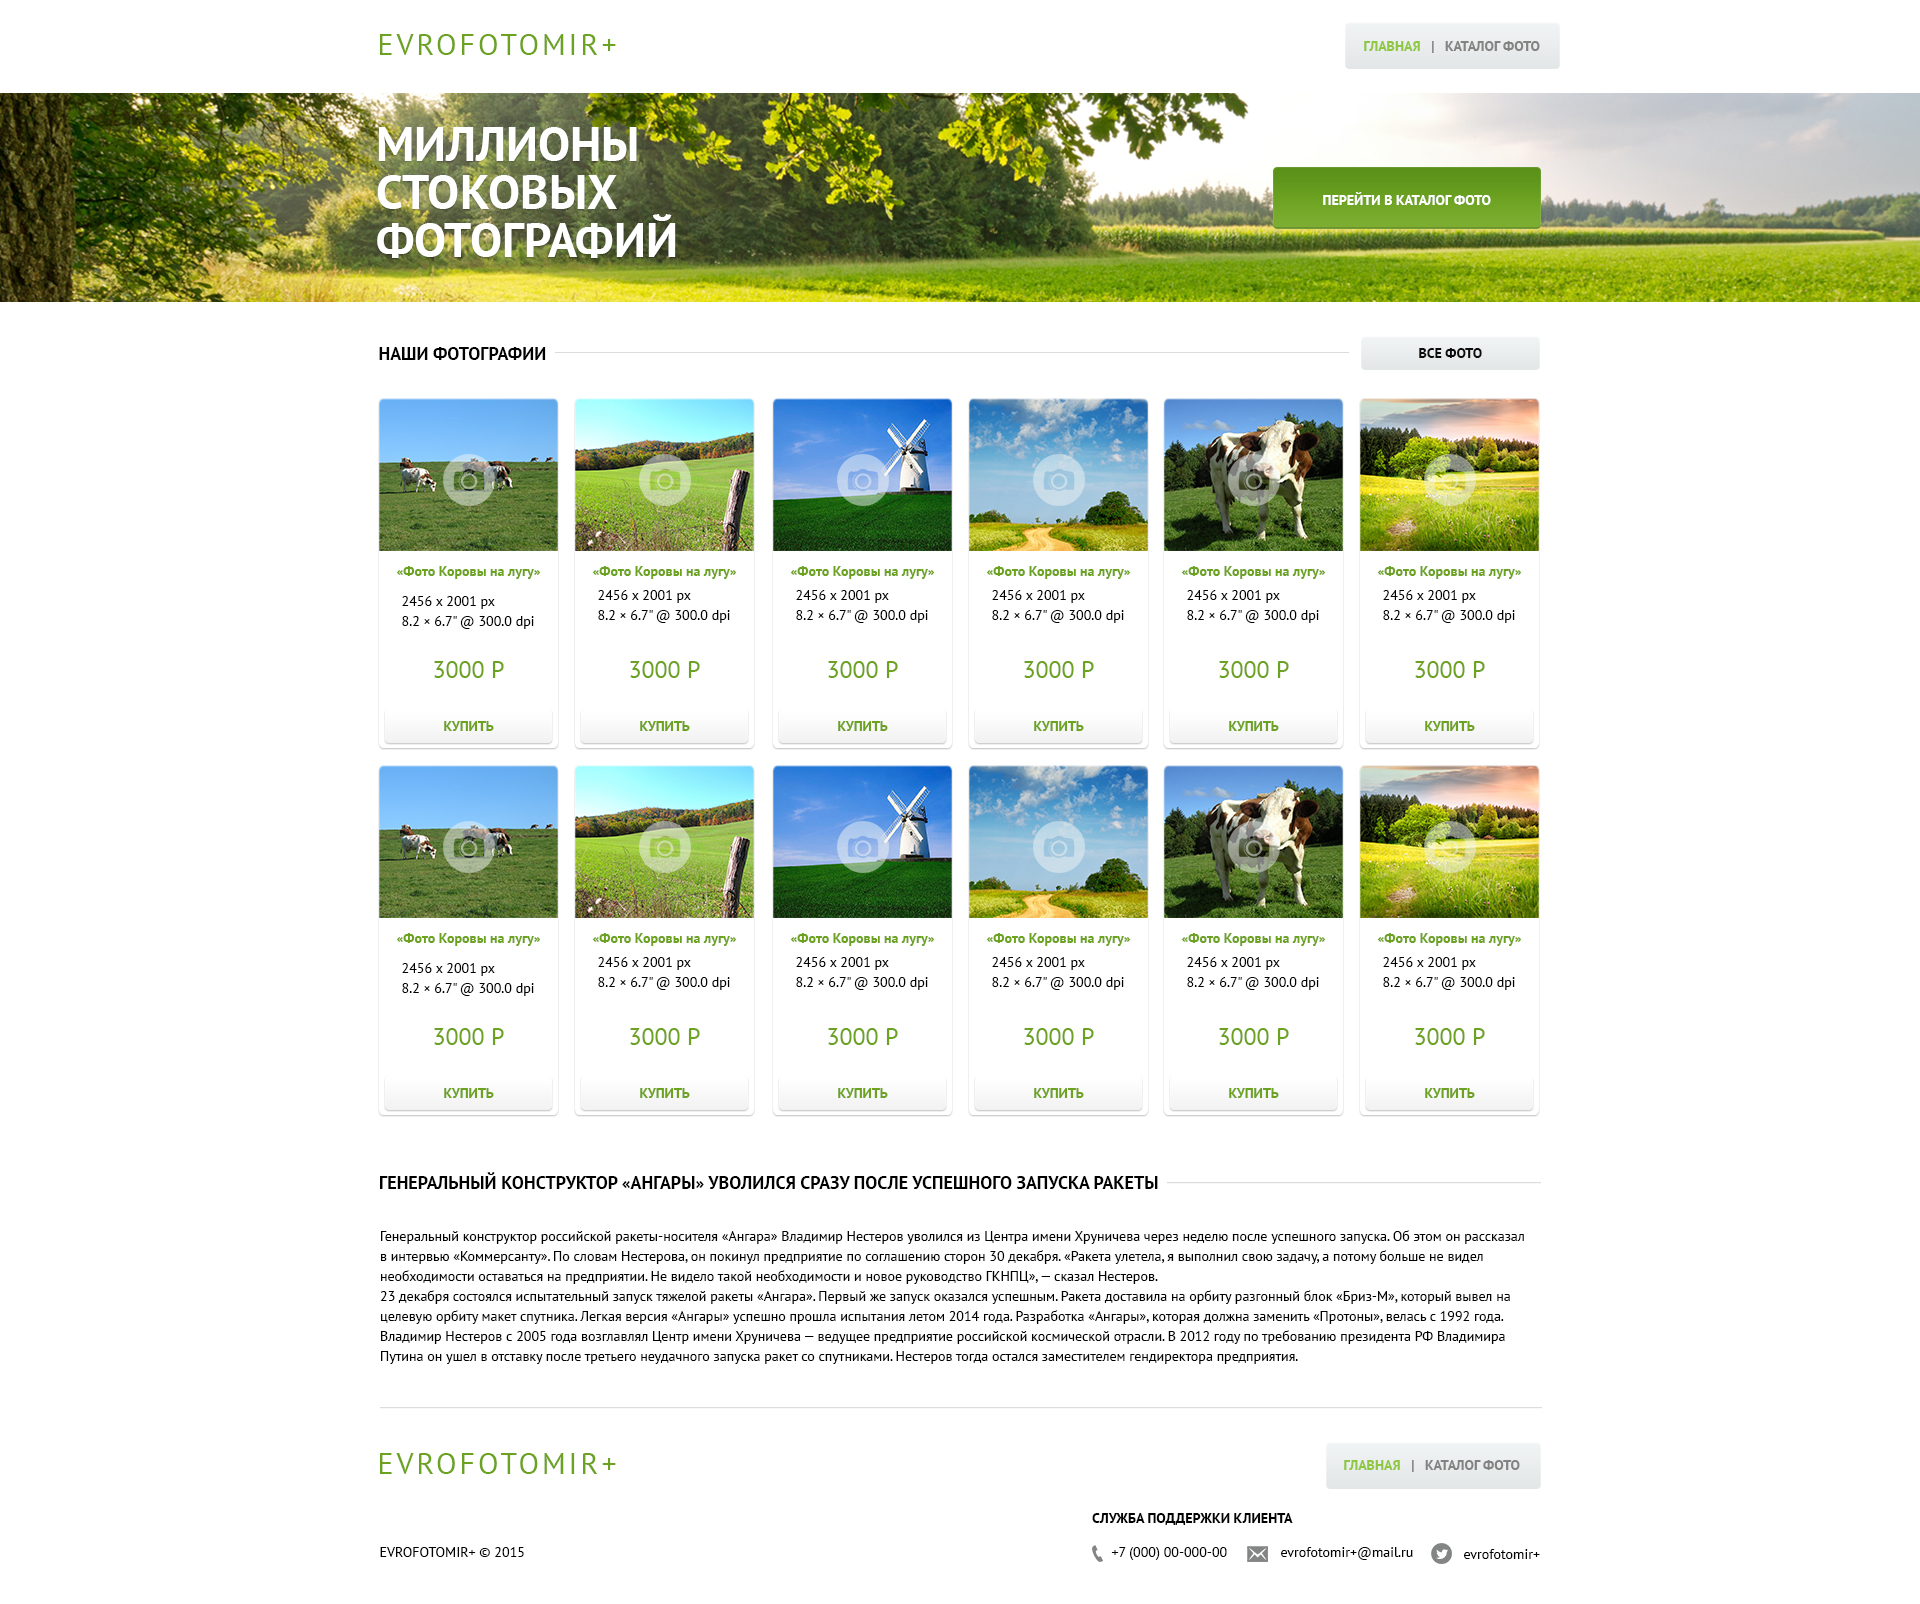 EVROFOTOMIR+
ГЛАВНАЯ | КАТАЛОГ ФОТО
МИЛЛИОНЫ
СТОКОВЫХ
ФОТОГРАФИЙ
ПЕРЕЙТИ В КАТАЛОГ ФОТО
НАШИ ФОТОГРАФИИ
ВСЕ ФОТО
«Фото Коровы на лугу»
2456 x 2001 px
8.2 × 6.7" @ 300.0 dpi
3000 Р
КУПИТЬ
«Фото Коровы на лугу»
2456 x 2001 px
8.2 × 6.7" @ 300.0 dpi
3000 Р
КУПИТЬ
«Фото Коровы на лугу»
2456 x 2001 px
8.2 × 6.7" @ 300.0 dpi
3000 Р
КУПИТЬ
«Фото Коровы на лугу»
2456 x 2001 px
8.2 × 6.7" @ 300.0 dpi
3000 Р
КУПИТЬ
«Фото Коровы на лугу»
2456 x 2001 px
8.2 × 6.7" @ 300.0 dpi
3000 Р
КУПИТЬ
«Фото Коровы на лугу»
2456 x 2001 px
8.2 × 6.7" @ 300.0 dpi
3000 Р
КУПИТЬ
«Фото Коровы на лугу»
2456 x 2001 px
8.2 × 6.7" @ 300.0 dpi
3000 Р
КУПИТЬ
«Фото Коровы на лугу»
2456 x 2001 px
8.2 × 6.7" @ 300.0 dpi
3000 Р
КУПИТЬ
«Фото Коровы на лугу»
2456 x 2001 px
8.2 × 6.7" @ 300.0 dpi
3000 Р
КУПИТЬ
«Фото Коровы на лугу»
2456 x 2001 px
8.2 × 6.7" @ 300.0 dpi
3000 Р
КУПИТЬ
«Фото Коровы на лугу»
2456 x 2001 px
8.2 × 6.7" @ 300.0 dpi
3000 Р
КУПИТЬ
«Фото Коровы на лугу»
2456 x 2001 px
8.2 × 6.7" @ 300.0 dpi
3000 Р
КУПИТЬ
ГЕНЕРАЛЬНЫЙ КОНСТРУКТОР «АНГАРЫ» УВОЛИЛСЯ СРАЗУ ПОСЛЕ УСПЕШНОГО ЗАПУСКА РАКЕТЫ
Генеральный конструктор российской ракеты-носителя «Ангара» Владимир Нестеров уволился из Центра имени Хруничева через неделю после успешного запуска. Об этом он рассказал
в интервью «Коммерсанту». По словам Нестерова, он покинул предприятие по соглашению сторон 30 декабря. «Ракета улетела, я выполнил свою задачу, а потому больше не видел
необходимости оставаться на предприятии. Не видело такой необходимости и новое руководство ГКНПЦ», — сказал Нестеров.
23 декабря состоялся испытательный запуск тяжелой ракеты «Ангара». Первый же запуск оказался успешным. Ракета доставила на орбиту разгонный блок «Бриз-М», который вывел на
целевую орбиту макет спутника. Легкая версия «Ангары» успешно прошла испытания летом 2014 года. Разработка «Ангары», которая должна заменить «Протоны», велась с 1992 года.
Владимир Нестеров с 2005 года возглавлял Центр имени Хруничева — ведущее предприятие российской космической отрасли. В 2012 году по требованию президента РФ Владимира
Путина он ушел в отставку после третьего неудачного запуска ракет со спутниками. Нестеров тогда остался заместителем гендиректора предприятия.
EVROFOTOMIR+
ГЛАВНАЯ | КАТАЛОГ ФОТО
СЛУЖБА ПОДДЕРЖКИ КЛИЕНТА
EVROFOTOMIR+ © 2015
+7 (000) 00-000-00
evrofotomir+@mail.ru
evrofotomir+